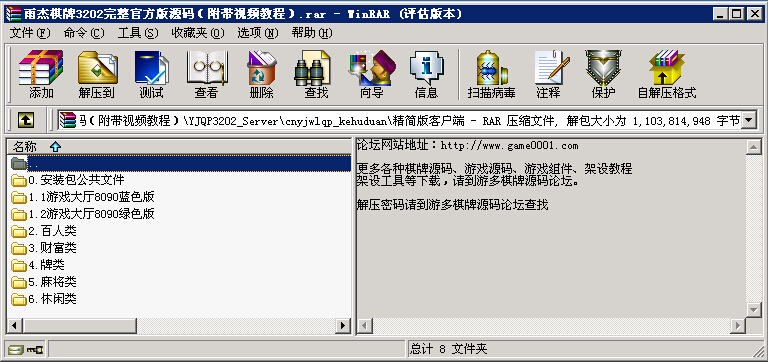 雨杰棋牌3202完整官方版源码(附带视频教程).rar - WinRAR (评估版本)
文件(F) 命令(C) 工具(S) 收藏夹(O) 选项(N) 帮助(H)
添加 解压到 测试 查看 删除 查找 向导 信息 扫描病毒 注释 保护 自解压格式
(附带视频教程)\YJQP3202_Server\cnyjwlqp_kehuduan\精简版客户端 - RAR 压缩文件, 解包大小为 1,103,814,948 字节
名称
..
0.安装包公共文件
1.1游戏大厅8090蓝色版
1.2游戏大厅8090绿色版
2.百人类
3.财富类
4.牌类
5.麻将类
6.休闲类
论坛网站地址:http://www.game0001.com
更多各种棋牌源码、游戏源码、游戏组件、架设教程
架设工具等下载,请到游多棋牌源码论坛。
解压密码请到游多棋牌源码论坛查找
总计 8 文件夹